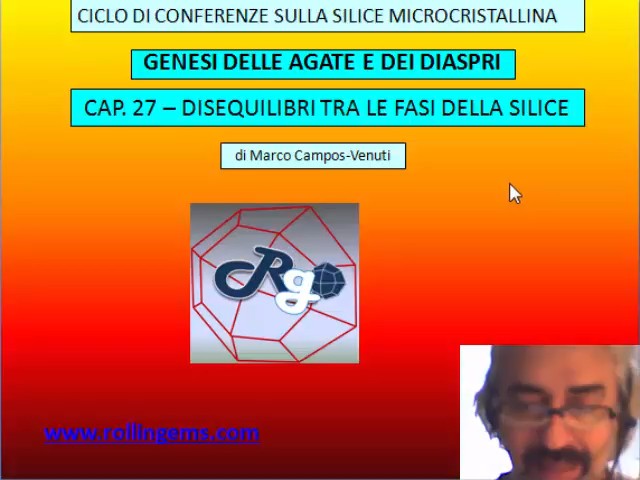 CICLO DI CONFERENZE SULLA SILICE MICROCRISTALLINA
GENESI DELLE AGATE E DEI DIASPRI
CAP. 27 – DISEQUILIBRI TRA LE FASI DELLA SILICE
di Marco Campos-Venuti
Rg
www.rollingems.com